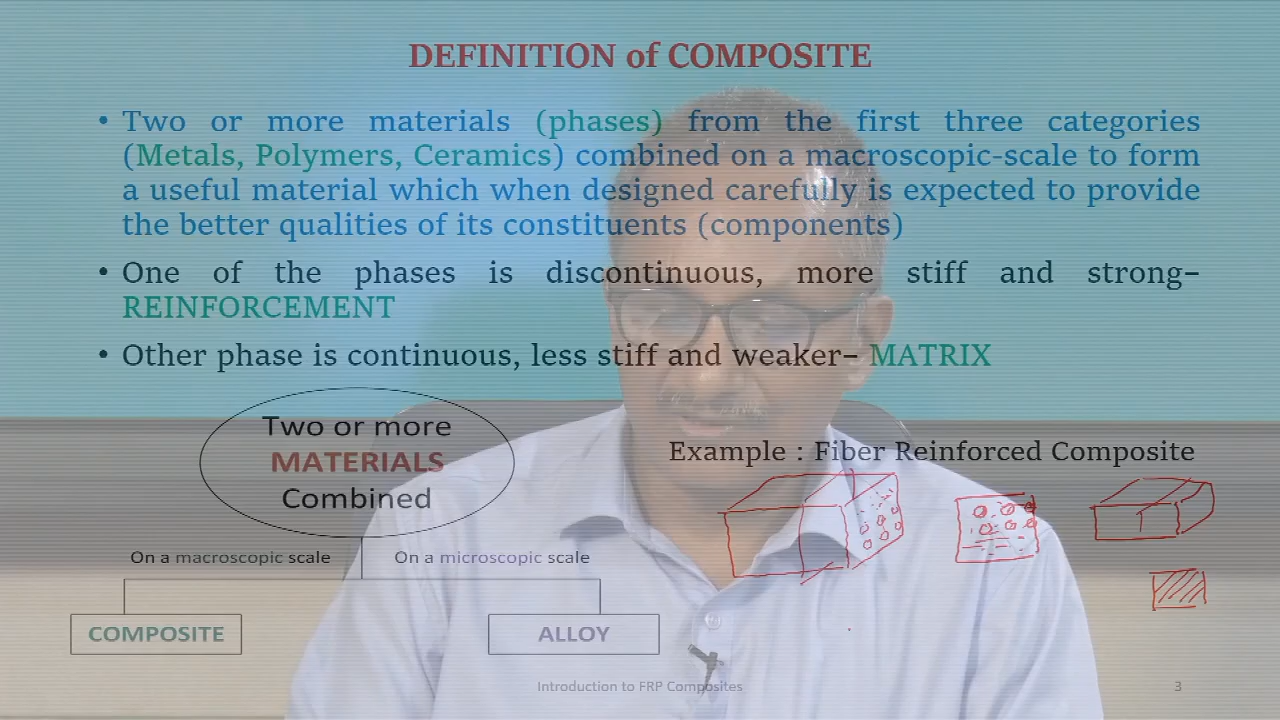 DEFINITION of COMPOSITE
• Two or more materials (phases) from the first three categories
(Metals, Polymers, Ceramics) combined on a macroscopic-scale to form
a useful material which when designed carefully is expected to provide
the better qualities of its constituents (components)
• One of the phases is discontinuous, more stiff and strong–
REINFORCEMENT
• Other phase is continuous, less stiff and weaker– MATRIX
Two or more
MATERIALS
Combined
Example : Fiber Reinforced Composite
On a macroscopic scale
On a microscopic scale
COMPOSITE
ALLOY
Introduction to FRP Composites
3